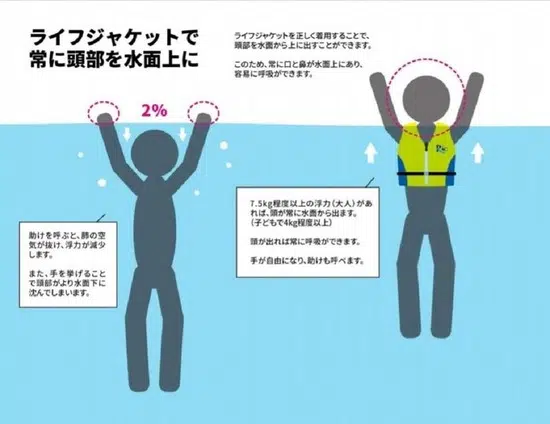 ライフジャケットで
常に頭部を水面上に
ライフジャケットを正しく着用することで、
頭部を水面から上に出すことができます。
このため、常に口と鼻が水面上にあり、
容易に呼吸ができます。
2%
助けを呼ぶと、肺の空
気が抜け、浮力が減少
します。
また、手を挙げること
で頭部がより水面下に
沈んでしまいます。
7.5kg程度以上の浮力(大人)があ
れば、頭が常に水面から出ます。
(子どもで4kg程度以上)
頭が出れば常に呼吸ができます。
手が自由になり、助けも呼べます。